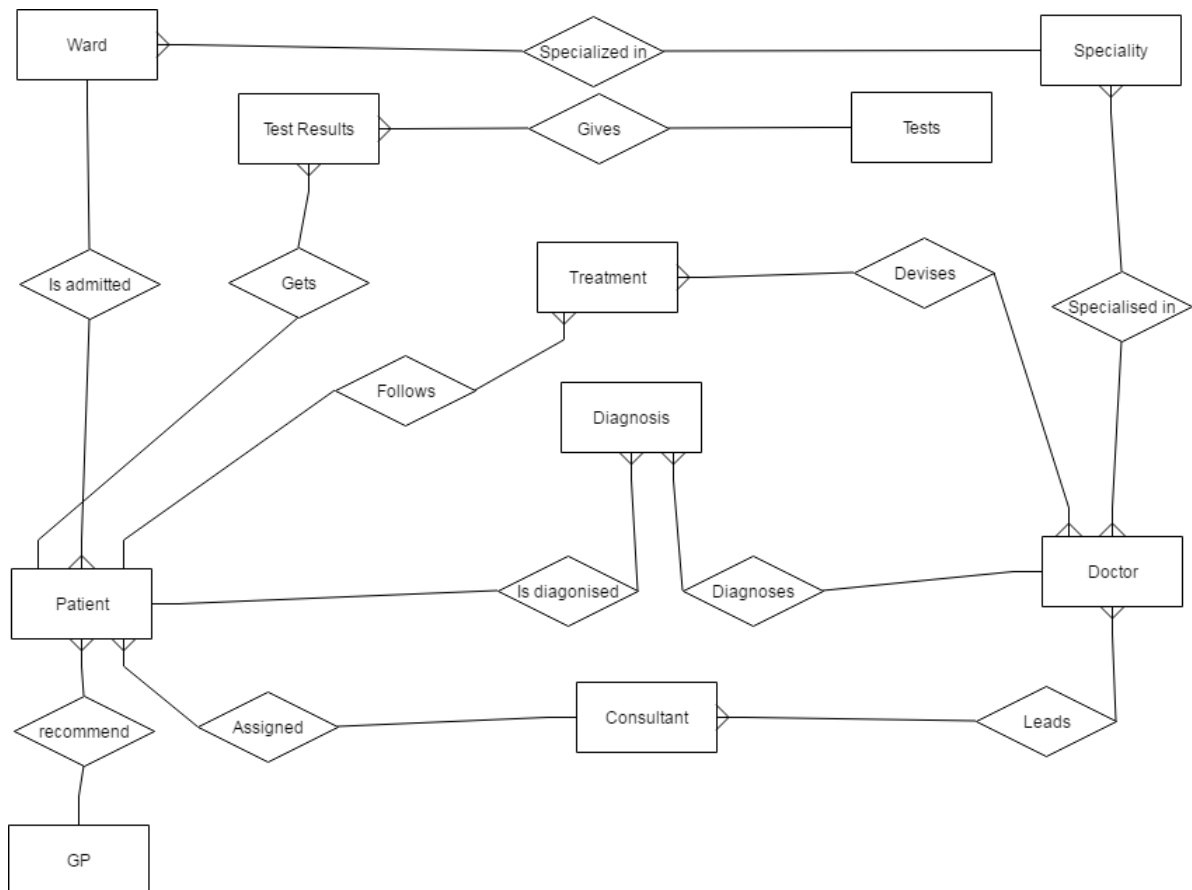 Ward
Specialized in
Speciality
Test Results
Gives
Tests
Is admitted
Gets
Treatment
Devises
Specialised in
Follows
Diagnosis
Patient
Is diagonised
Diagnoses
Doctor
recommend
Assigned
Consultant
Leads
GP